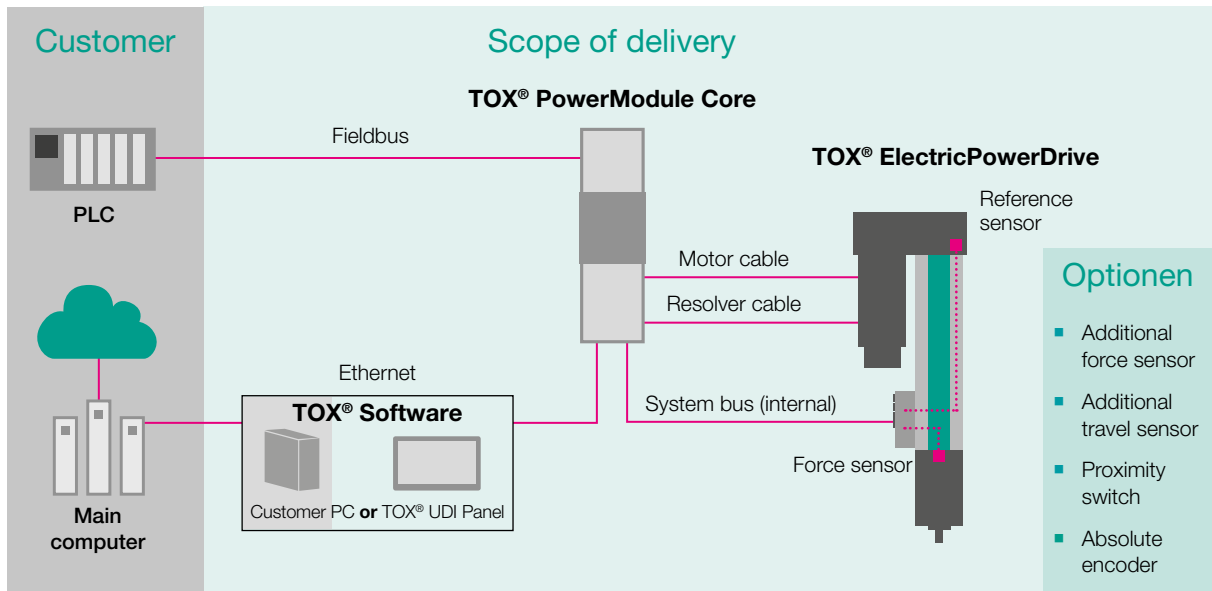 Customer
Scope of delivery
TOX® PowerModule Core
Fieldbus
PLC
TOX® ElectricPowerDrive
Reference
sensor
Motor cable
Resolver cable
System bus (internal)
Force sensor
Ethernet
TOX® Software
Customer PC or TOX® UDI Panel
Main
computer
Optionen
Additional
force sensor
Additional
travel sensor
Proximity
switch
Absolute
encoder